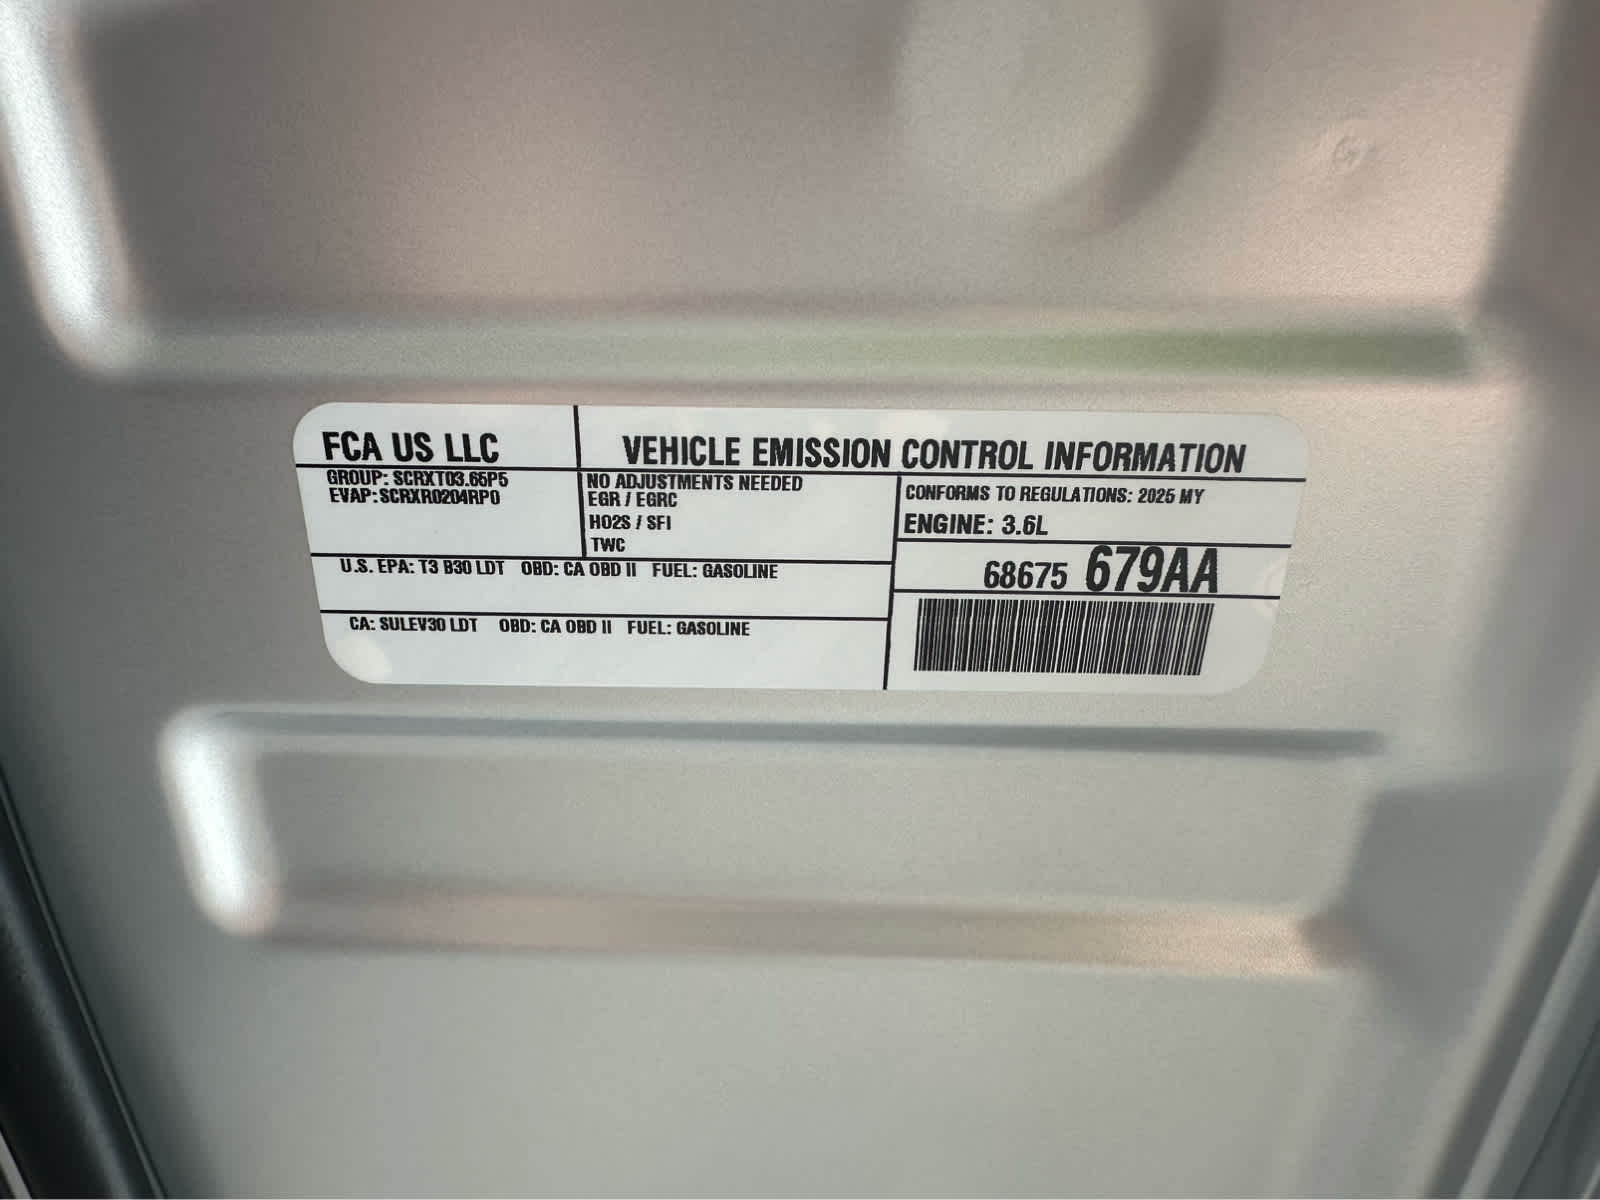 FCA US LLC
VEHICLE EMISSION CONTROL INFORMATION
GROUP: SCRXT03.65P5
EVAP: SCRXR0204RP0
NO ADJUSTMENTS NEEDED
EGR / EGRC
HO2S / SFI
TWC
CONFORMS TO REGULATIONS: 2025 MY
ENGINE: 3.6L
U.S. EPA: T3 B30 LDT OBD: CA OBD II FUEL: GASOLINE
68675 679AA
CA: SULEV30 LDT OBD: CA OBD II FUEL: GASOLINE